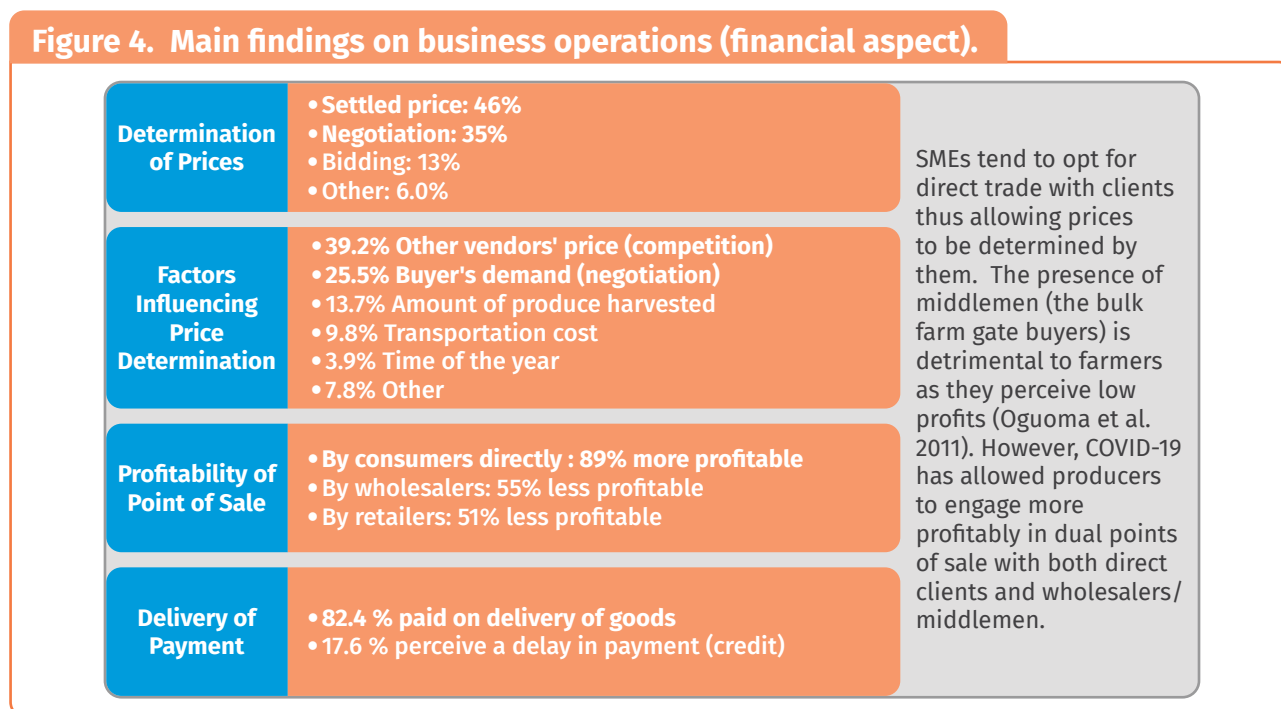 Figure 4. Main findings on business operations (financial aspect).
Determination
of Prices
• Settled price: 46%
• Negotiation: 35%
• Bidding: 13%
• Other: 6.0%
Factors
Influencing
Price
Determination
• 39.2% Other vendors' price (competition)
• 25.5% Buyer's demand (negotiation)
• 13.7% Amount of produce harvested
• 9.8% Transportation cost
• 3.9% Time of the year
• 7.8% Other
Profitability of
Point of Sale
• By consumers directly : 89% more profitable
• By wholesalers: 55% less profitable
• By retailers: 51% less profitable
Delivery of
Payment
• 82.4 % paid on delivery of goods
• 17.6 % perceive a delay in payment (credit)
SMEs tend to opt for
direct trade with clients
thus allowing prices
to be determined by
them. The presence of
middlemen (the bulk
farm gate buyers) is
detrimental to farmers
as they perceive low
profits (Oguoma et al.
2011). However, COVID-19
has allowed producers
to engage more
profitably in dual points
of sale with both direct
clients and wholesalers/
middlemen.